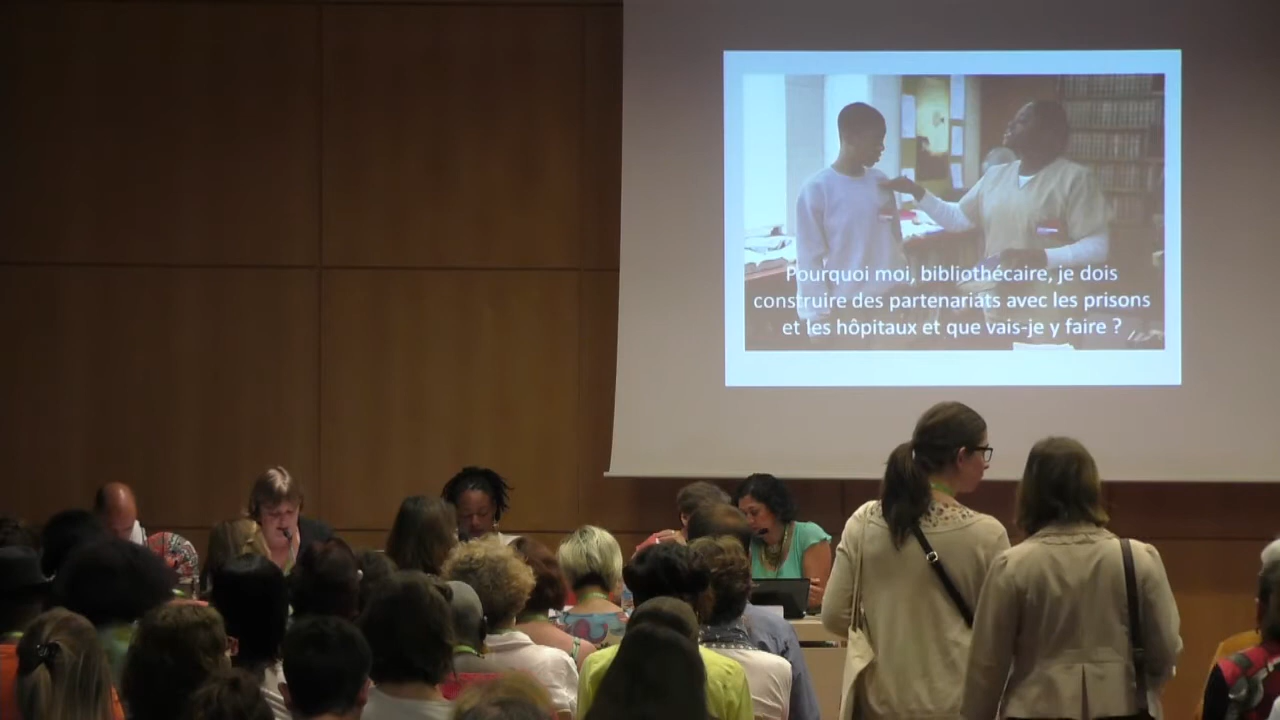 Pourquoi moi, bibliothécaire, je dois
construire des partenariats avec les prisons
et les hôpitaux et que vais-je y faire ?